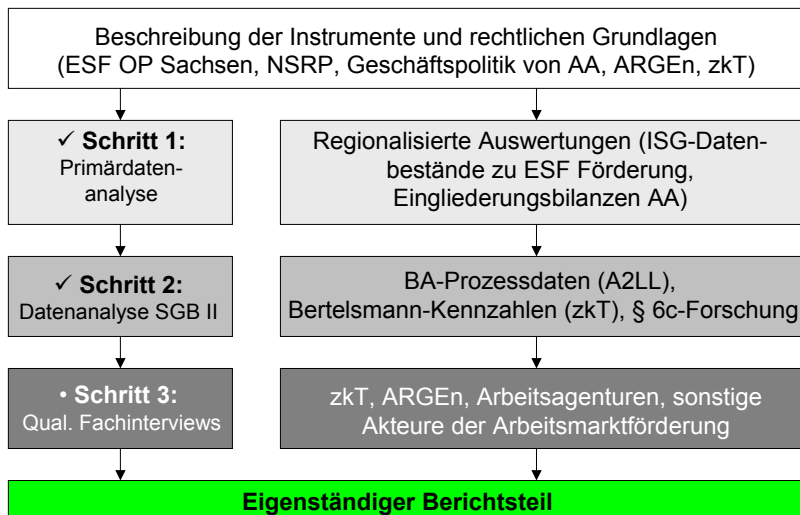 Beschreibung der Instrumente und rechtlichen Grundlagen
(ESF OP Sachsen, NSRP, Geschäftspolitik von AA, ARGEn, zkT)
✓ Schritt 1:
Primärdaten-
analyse
Regionalisierte Auswertungen (ISG-Daten-
bestände zu ESF Förderung,
Eingliederungsbilanzen AA)
✓ Schritt 2:
Datenanalyse SGB II
BA-Prozessdaten (A2LL),
Bertelsmann-Kennzahlen (zkT), § 6c-Forschung
• Schritt 3:
Qual. Fachinterviews
zkT, ARGEn, Arbeitsagenturen, sonstige
Akteure der Arbeitsmarktförderung
Eigenständiger Berichtsteil